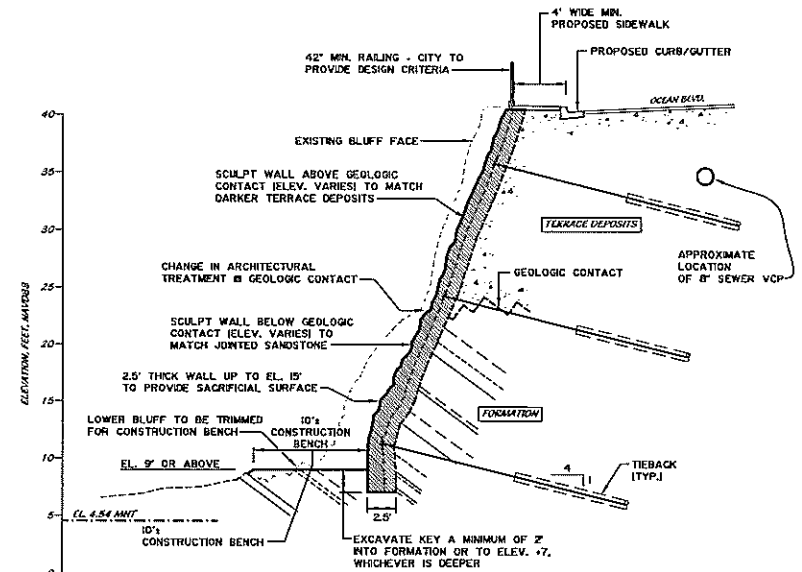 4' WIDE MIN.
PROPOSED SIDEWALK
42" MIN. RAILING - CITY TO
PROVIDE DESIGN CRITERIA
PROPOSED CURB/GUTTER
OCEAN BLVD.
40
EXISTING BLUFF FACE
35
SCULPT WALL ABOVE GEOLOGIC
CONTACT (ELEV. VARIES) TO MATCH
DARKER TERRACE DEPOSITS
30
TERRACE DEPOSITS
APPROXIMATE
LOCATION
OF 8" SEWER VCP
25
CHANGE IN ARCHITECTURAL
TREATMENT @ GEOLOGIC CONTACT
GEOLOGIC CONTACT
ELEVATION, FEET, NAVD88
20
SCULPT WALL BELOW GEOLOGIC
CONTACT (ELEV. VARIES) TO
MATCH JOINTED SANDSTONE
15
2.5' THICK WALL UP TO EL. 15'
TO PROVIDE SACRIFICIAL SURFACE
FORMATION
LOWER BLUFF TO BE TRIMMED
FOR CONSTRUCTION BENCH
10'±
CONSTRUCTION
BENCH
10
EL. 9' OR ABOVE
4
1
TIEBACK
(TYP.)
5
EL. 4.54 MHT
2.5'
10'±
CONSTRUCTION BENCH
EXCAVATE KEY A MINIMUM OF 2'
INTO FORMATION OR TO ELEV. +7,
WHICHEVER IS DEEPER
0